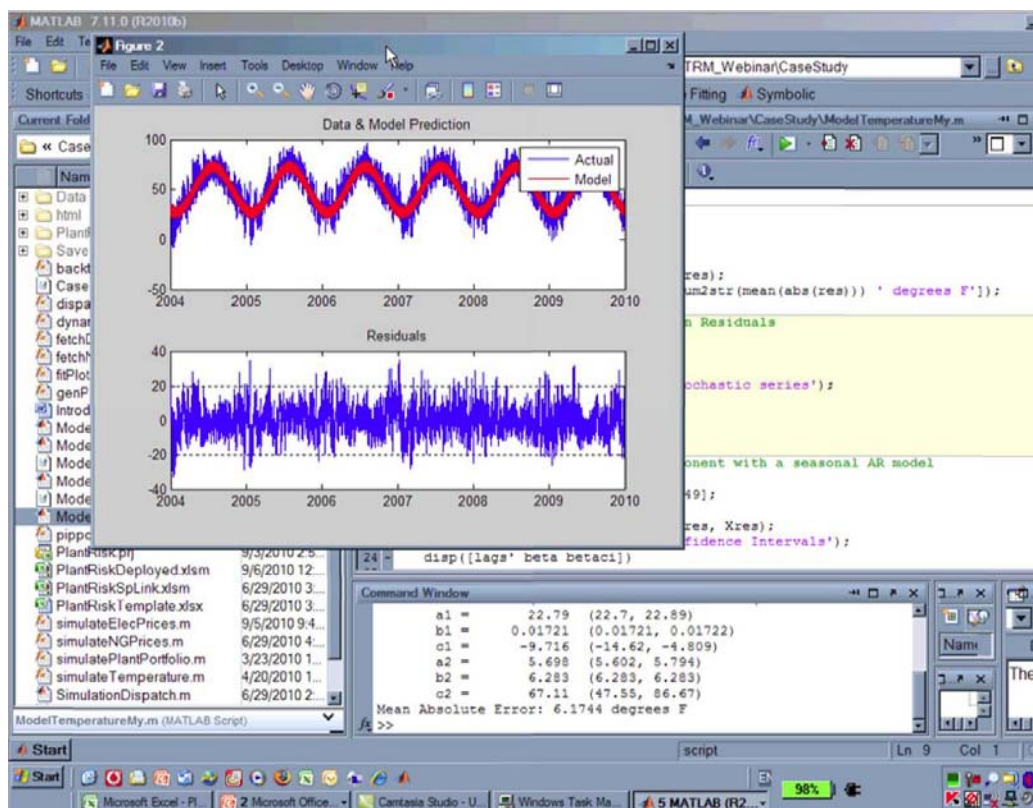 MATLAB 7.11.0 (R2010b)
File Edit Te
Figure 2
File Edit View Insert Tools Desktop Window Help
TRM_Webinar\CaseStudy
Shortcuts
Fitting Symbolic
Current Fold
M_Webinar\CaseStudy\ModelTemperatureMy.m
« Case
Nam
Data
html
PlantR
Save
backt
Case
dispa
dynar
fetchD
fetchN
fitPlot
genP
Introd
Mode
Mode
Mode
Mode
Mode
Mode
pippo
PlantRisk.prj 9/3/2010 2:5...
PlantRiskDeployed.xlsm 9/6/2010 12:...
PlantRiskSpLink.xlsm 6/29/2010 3:...
PlantRiskTemplate.xlsx 6/29/2010 3:...
simulateElecPrices.m 9/5/2010 9:4...
simulateNGPrices.m 6/29/2010 4:...
simulatePlantPortfolio.m 3/23/2010 1...
simulateTemperature.m 4/20/2010 1...
SimulationDispatch.m 6/29/2010 2:...
ModelTemperatureMy.m (MATLAB Script)
Data & Model Prediction
100
50
0
-50
2004 2005 2006 2007 2008 2009 2010
Actual
Model
Residuals
40
20
0
-20
-40
2004 2005 2006 2007 2008 2009 2010
res);
um2str(mean(abs(res))) ' degrees F']);
n Residuals
ochastic series');
onent with a seasonal AR model
49];
res, Xres);
fidence Intervals');
24 - disp([lags' beta betaci])
Command Window
a1 = 22.79 (22.7, 22.89)
b1 = 0.01721 (0.01721, 0.01722)
c1 = -9.716 (-14.62, -4.809)
a2 = 5.698 (5.602, 5.794)
b2 = 6.283 (6.283, 6.283)
c2 = 67.11 (47.55, 86.67)
Mean Absolute Error: 6.1744 degrees F
fx >>
Name
The
Start
script Ln 9 Col 1
Start
98%
Microsoft Excel - Pl... 2 Microsoft Office... Camtasia Studio - U... Windows Task Ma... 5 MATLAB (R2...